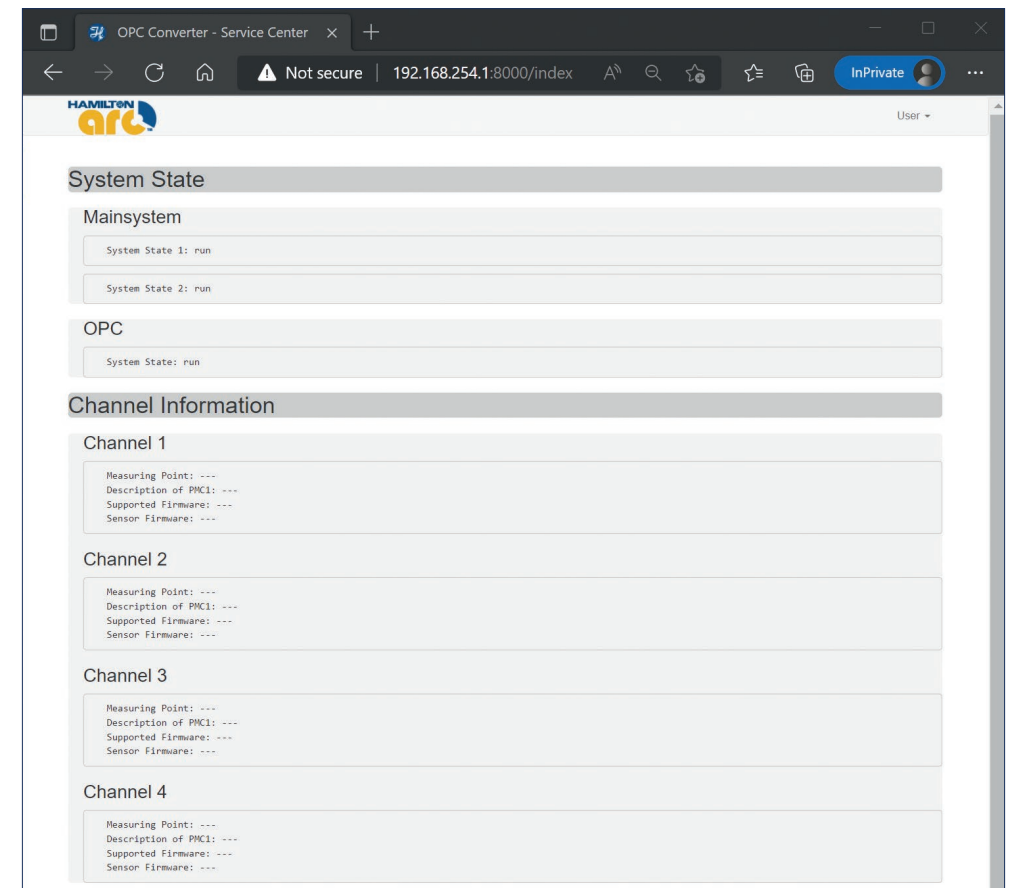 OPC Converter - Service Center
Not secure | 192.168.254.1:8000/index
InPrivate
HAMILTON
arc
User
System State
Mainsystem
System State 1: run
System State 2: run
OPC
System State: run
Channel Information
Channel 1
Measuring Point: ---
Description of PMC1: ---
Supported Firmware: ---
Sensor Firmware: ---
Channel 2
Measuring Point: ---
Description of PMC1: ---
Supported Firmware: ---
Sensor Firmware: ---
Channel 3
Measuring Point: ---
Description of PMC1: ---
Supported Firmware: ---
Sensor Firmware: ---
Channel 4
Measuring Point: ---
Description of PMC1: ---
Supported Firmware: ---
Sensor Firmware: ---